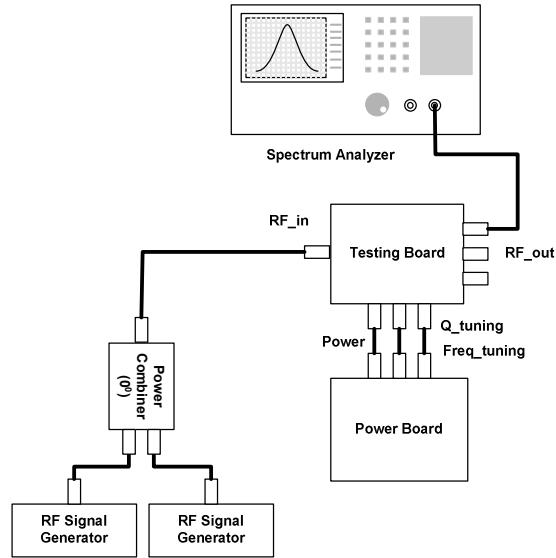 Spectrum Analyzer
RF_in
Testing Board
RF_out
Power
Q_tuning
Freq_tuning
Power
Combiner
(0⁰)
Power Board
RF Signal
Generator
RF Signal
Generator